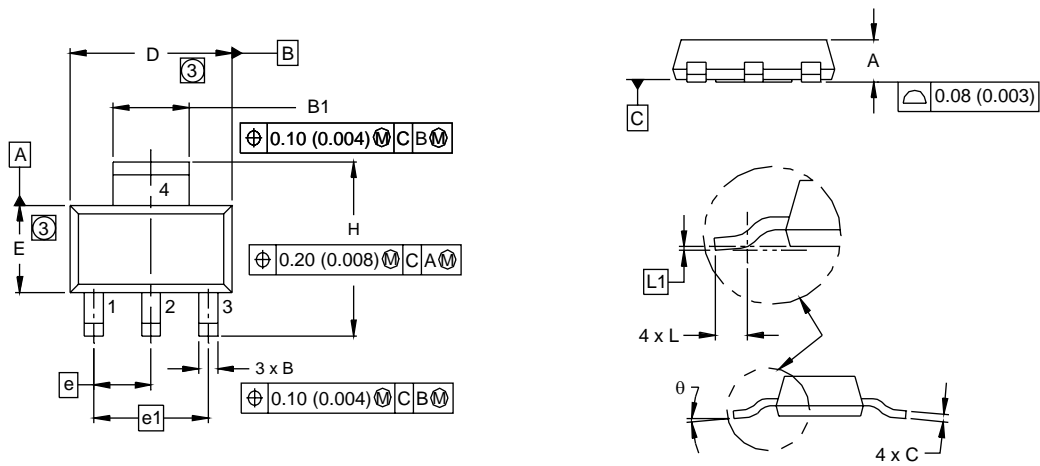 D
B
3
B1
⌖ 0.10 (0.004) Ⓜ C B Ⓜ
A
4
3
E
H
⌖ 0.20 (0.008) Ⓜ C A Ⓜ
1 2 3
3 x B
e
⌖ 0.10 (0.004) Ⓜ C B Ⓜ
e1
A
C
⌓ 0.08 (0.003)
L1
4 x L
θ
4 x C